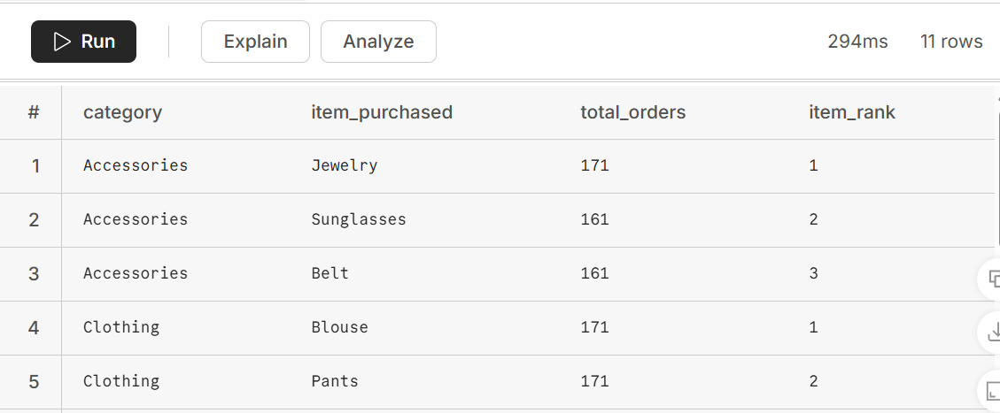 Run Explain Analyze 294ms 11 rows
# category item_purchased total_orders item_rank
1 Accessories Jewelry 171 1
2 Accessories Sunglasses 161 2
3 Accessories Belt 161 3
4 Clothing Blouse 171 1
5 Clothing Pants 171 2